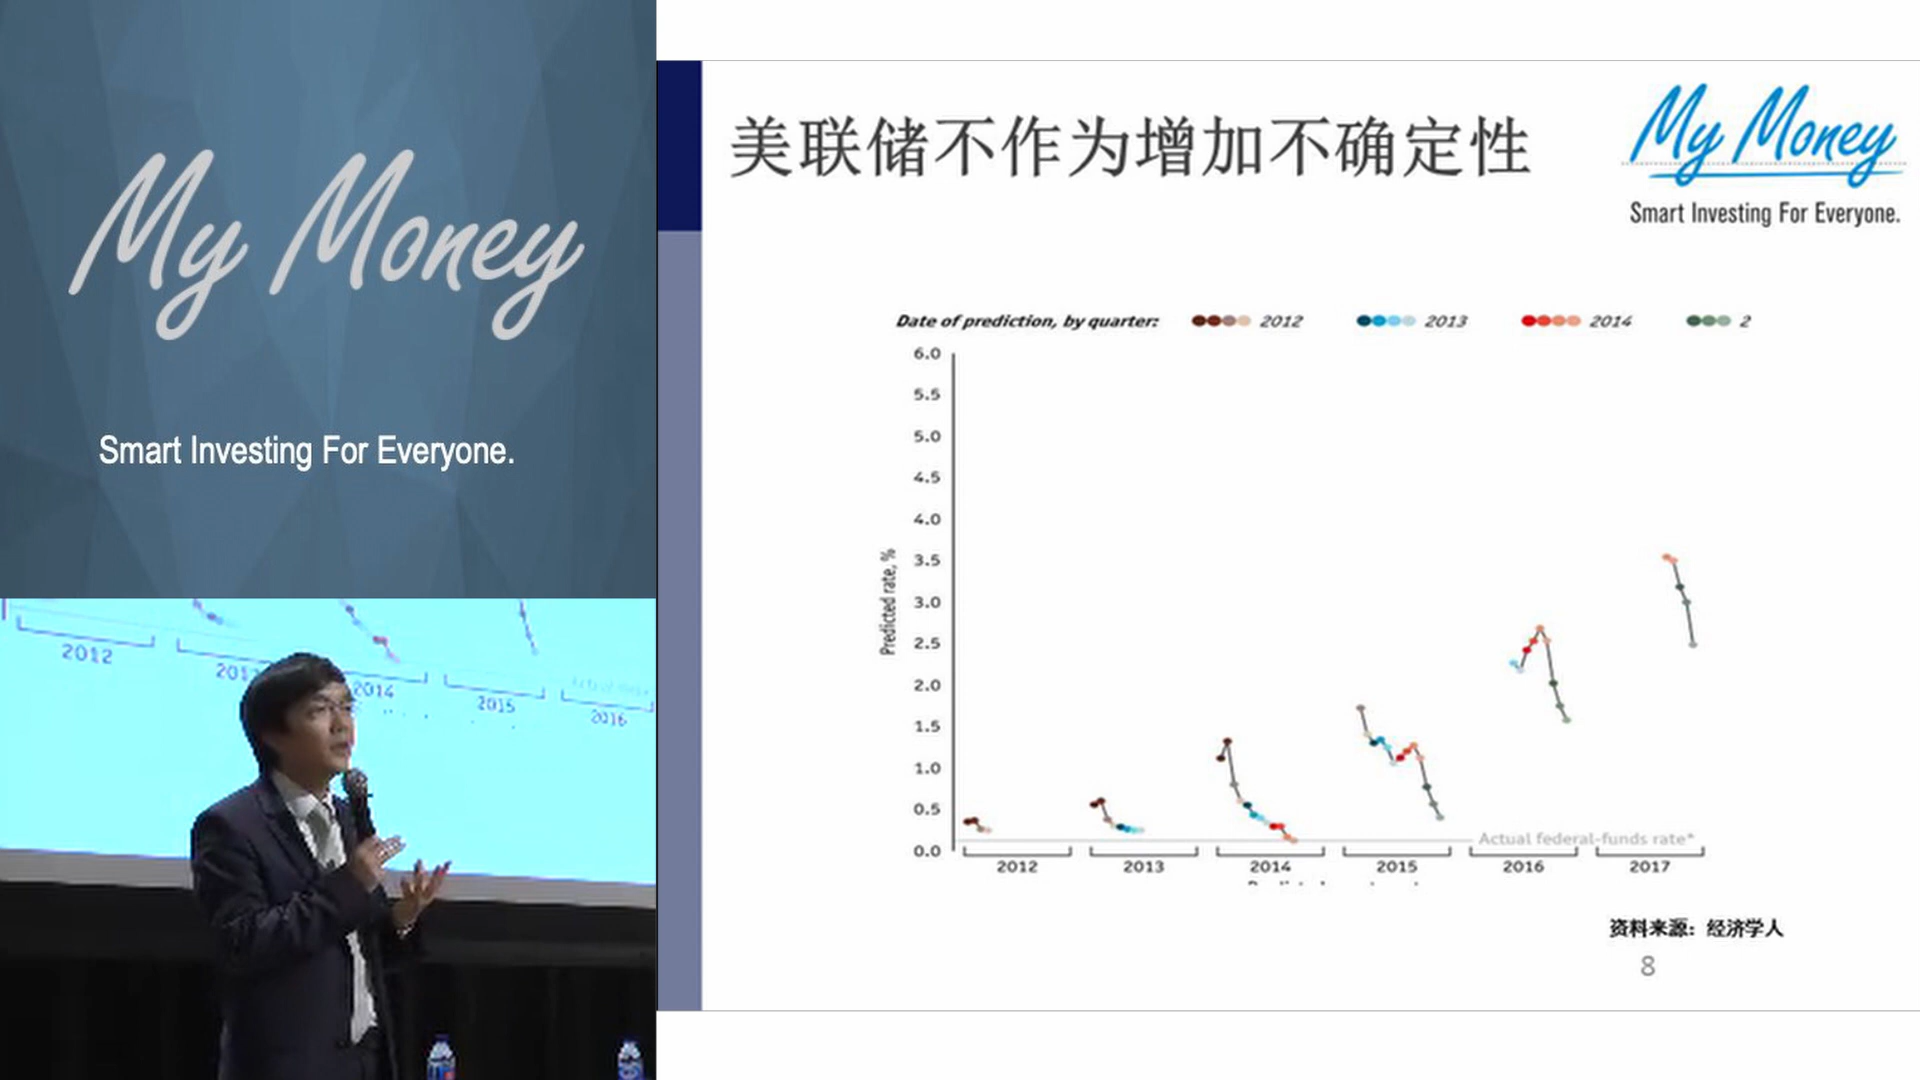 My Money
Smart Investing For Everyone.
美联储不作为增加不确定性
My Money
Smart Investing For Everyone.
Date of prediction, by quarter: 2012 2013 2014 2
6.0
5.5
5.0
4.5
4.0
3.5
3.0
2.5
2.0
1.5
1.0
0.5
0.0
Predicted rate, %
Actual federal-funds rate*
2012 2013 2014 2015 2016 2017
资料来源：经济学人
8
2012
2014
2015
2016